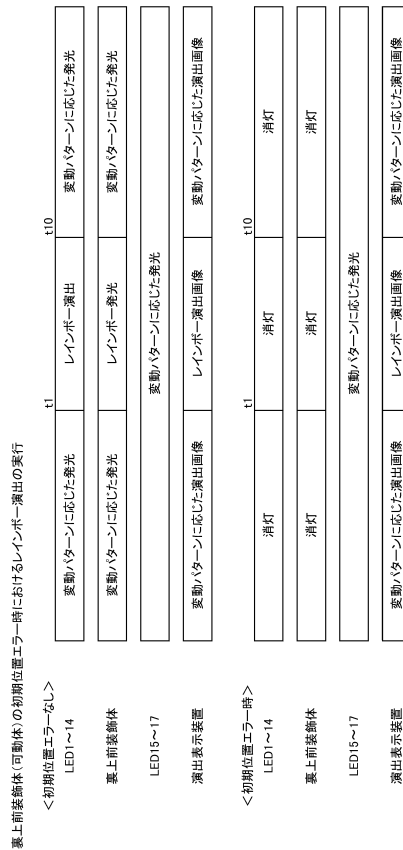 裏上前装飾体(可動体)の初期位置エラー時におけるレインボー演出の実行
<初期位置エラーなし>
t1 t10
LED1～14 変動パターンに応じた発光 レインボー演出 変動パターンに応じた発光
裏上前装飾体 変動パターンに応じた発光 レインボー発光 変動パターンに応じた発光
LED15～17 変動パターンに応じた発光
演出表示装置 変動パターンに応じた演出画像 レインボー演出画像 変動パターンに応じた演出画像
<初期位置エラー時>
t1 t10
LED1～14 消灯 消灯 消灯
裏上前装飾体 消灯 消灯 消灯
LED15～17 変動パターンに応じた発光
演出表示装置 変動パターンに応じた演出画像 レインボー演出画像 変動パターンに応じた演出画像